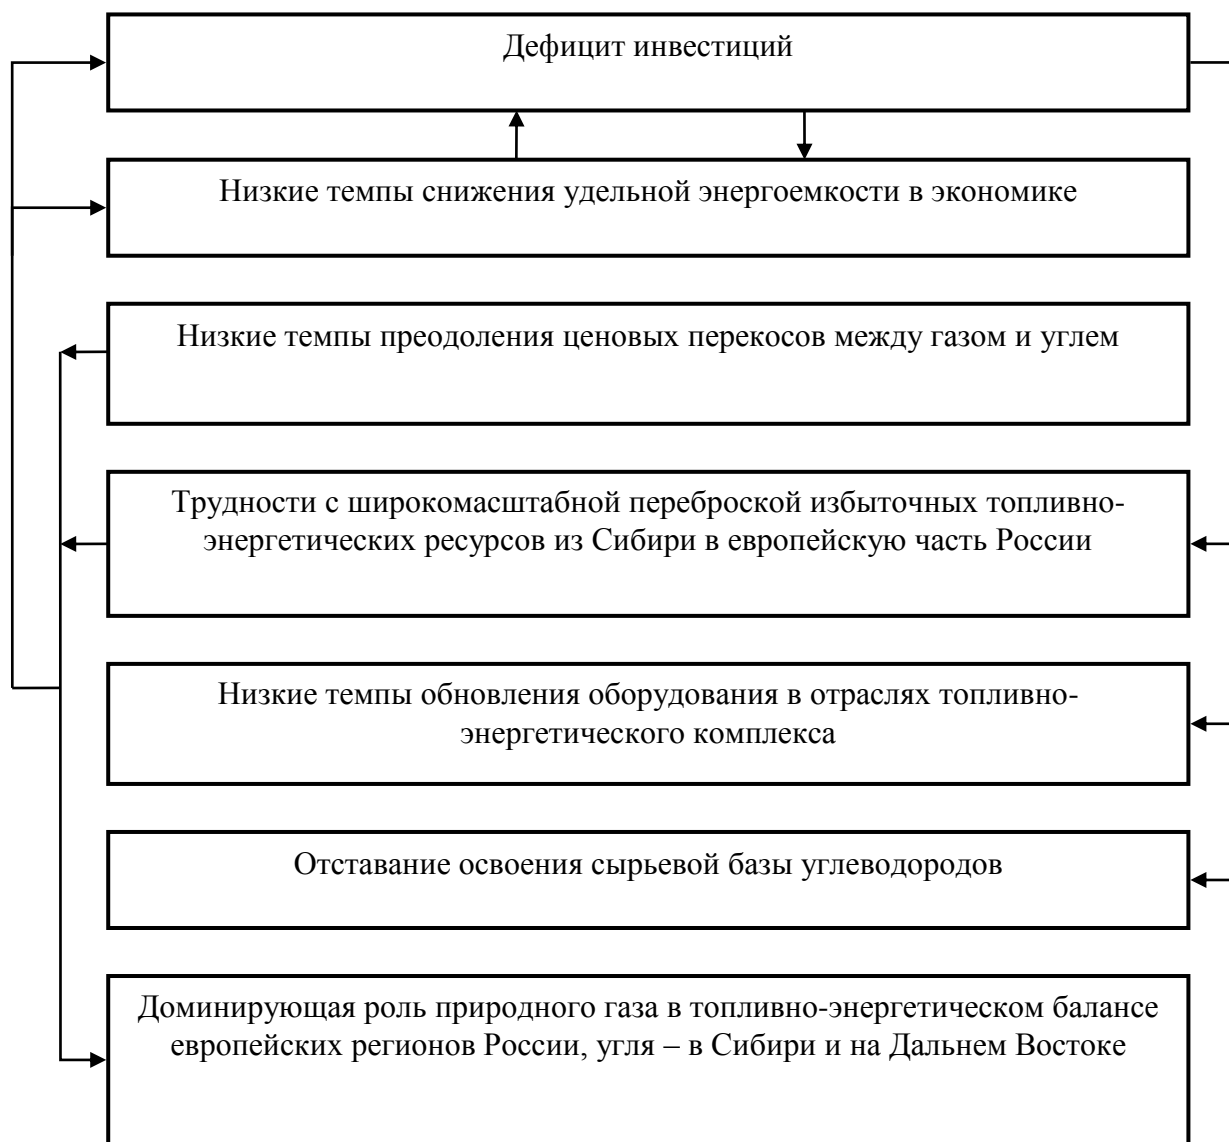 Дефицит инвестиций
Низкие темпы снижения удельной энергоемкости в экономике
Низкие темпы преодоления ценовых перекосов между газом и углем
Трудности с широкомасштабной переброской избыточных топливно-
энергетических ресурсов из Сибири в европейскую часть России
Низкие темпы обновления оборудования в отраслях топливно-
энергетического комплекса
Отставание освоения сырьевой базы углеводородов
Доминирующая роль природного газа в топливно-энергетическом балансе
европейских регионов России, угля – в Сибири и на Дальнем Востоке